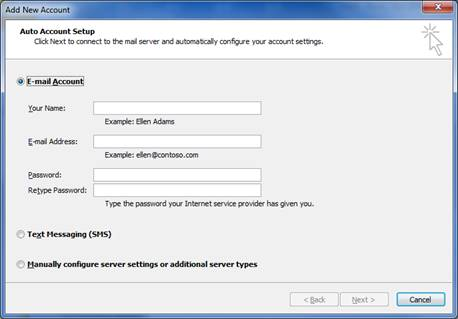 Add New Account
Auto Account Setup
Click Next to connect to the mail server and automatically configure your account settings.
E-mail Account
Your Name:
Example: Ellen Adams
E-mail Address:
Example: ellen@contoso.com
Password:
Retype Password:
Type the password your Internet service provider has given you.
Text Messaging (SMS)
Manually configure server settings or additional server types
< Back Next > Cancel